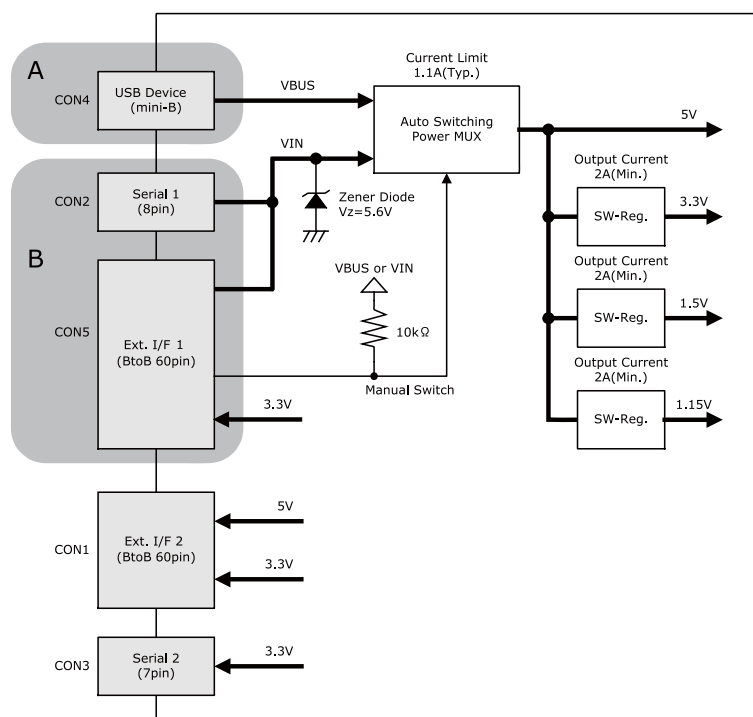 A
CON4
USB Device
(mini-B)
VBUS
Current Limit
1.1A(Typ.)
Auto Switching
Power MUX
5V
VIN
CON2
Serial 1
(8pin)
Zener Diode
Vz=5.6V
Output Current
2A(Min.)
SW-Reg.
3.3V
B
CON5
Ext. I/F 1
(BtoB 60pin)
VBUS or VIN
10kΩ
Manual Switch
3.3V
Output Current
2A(Min.)
SW-Reg.
1.5V
Output Current
2A(Min.)
SW-Reg.
1.15V
CON1
Ext. I/F 2
(BtoB 60pin)
5V
3.3V
CON3
Serial 2
(7pin)
3.3V